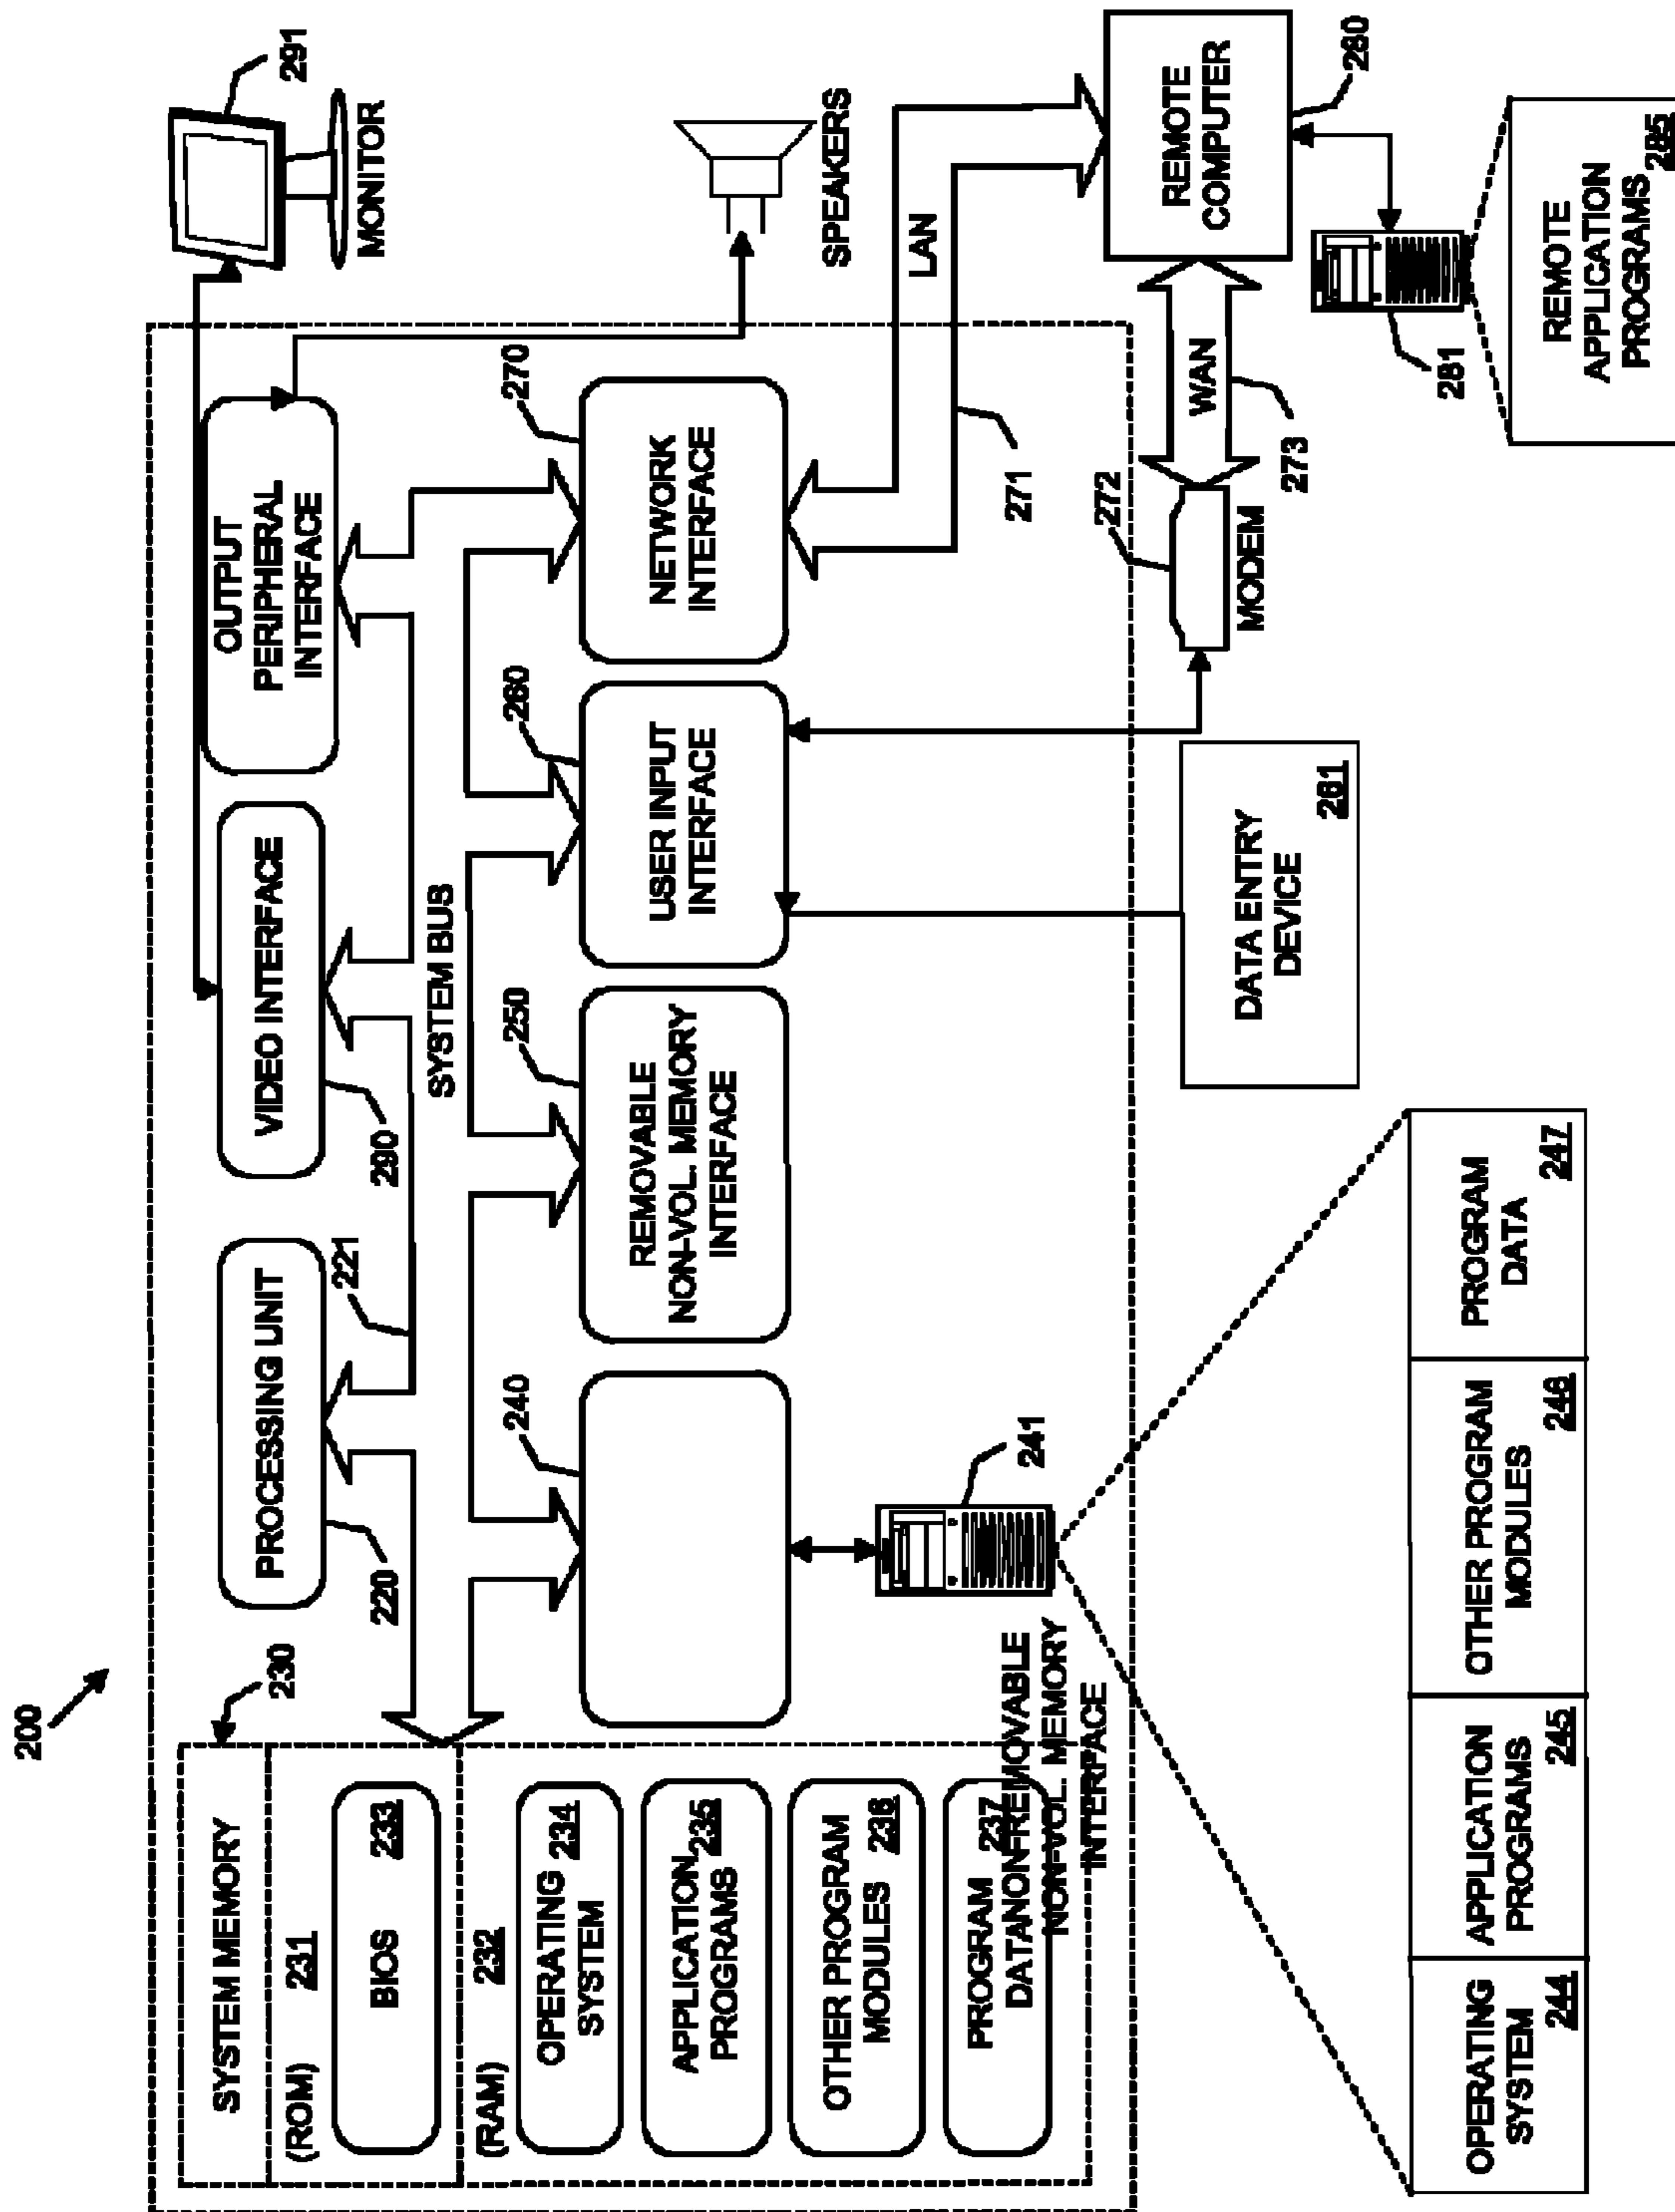 200
SYSTEM MEMORY
230
(ROM) 231
BIOS 233
(RAM) 232
OPERATING
SYSTEM 234
APPLICATION
PROGRAMS 235
OTHER PROGRAM
MODULES 236
PROGRAM 237
DATA
NONREMOVABLE
NON-VOL. MEMORY
INTERFACE
PROCESSING UNIT
220
221
VIDEO INTERFACE
290
OUTPUT
PERIPHERAL
INTERFACE
291
MONITOR
SYSTEM BUS
240
250
REMOVABLE
NON-VOL. MEMORY
INTERFACE
260
USER INPUT
INTERFACE
270
NETWORK
INTERFACE
SPEAKERS
LAN
271
241
272
MODEM
WAN
273
REMOTE
COMPUTER
280
DATA ENTRY
DEVICE
261
281
REMOTE
APPLICATION
PROGRAMS 285
OPERATING
SYSTEM 244
APPLICATION
PROGRAMS 245
OTHER PROGRAM
MODULES 246
PROGRAM
DATA 247